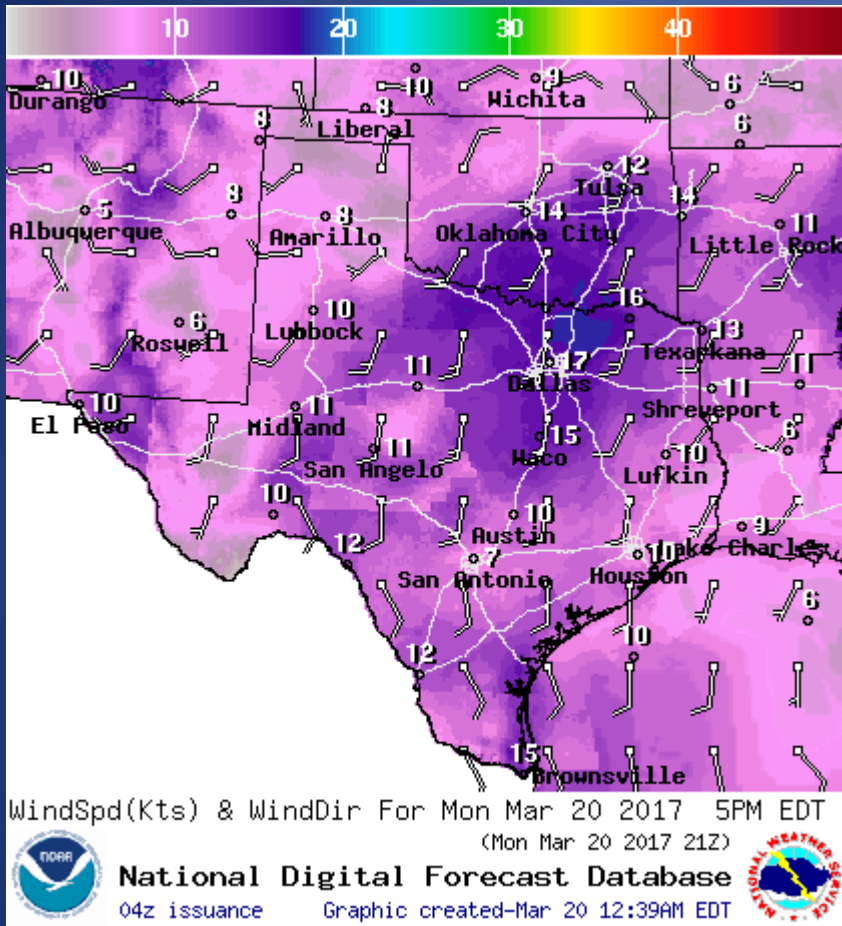 10 20 30 40
10 10 9 6
Durango Wichita
8 8 6
Liberal
12
Tulsa
5 8 8 14 14 11
Albuquerque Amarillo Oklahoma City Little Rock
10 16
6 Lubbock 13
Roswell Texarkana
11 17 11
10 11 Dallas 11
El Paso Midland Shreveport
11 15 6
San Angelo Waco 10
Lufkin
10 10 9
Austin
12 7 10 Lake Charles
San Antonio Houston
6
12 10
15
Brownsville
WindSpd(Kts) & WindDir For Mon Mar 20 2017 5PM EDT
(Mon Mar 20 2017 21Z)
NOAA
National Digital Forecast Database
NATIONAL WEATHER SERVICE
04z issuance Graphic created-Mar 20 12:39AM EDT